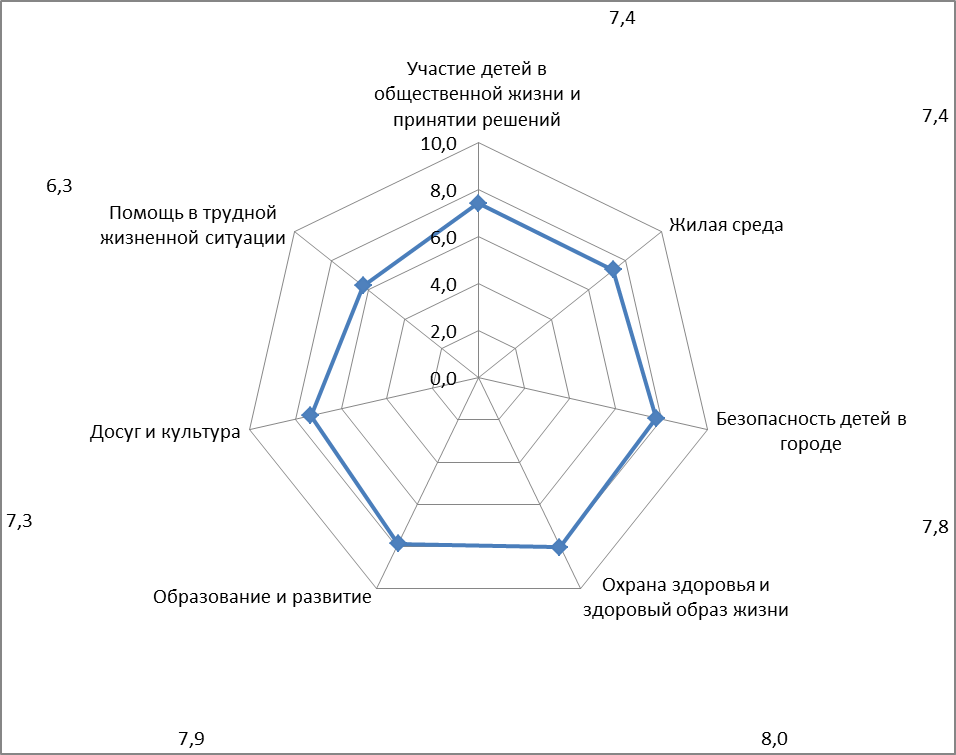 7,4
Участие детей в
общественной жизни и
принятии решений
7,4
10,0
8,0
6,0
4,0
2,0
0,0
6,3
Помощь в трудной
жизненной ситуации
Жилая среда
Досуг и культура
Безопасность детей в
городе
7,3
7,8
Образование и развитие
Охрана здоровья и
здоровый образ жизни
7,9
8,0